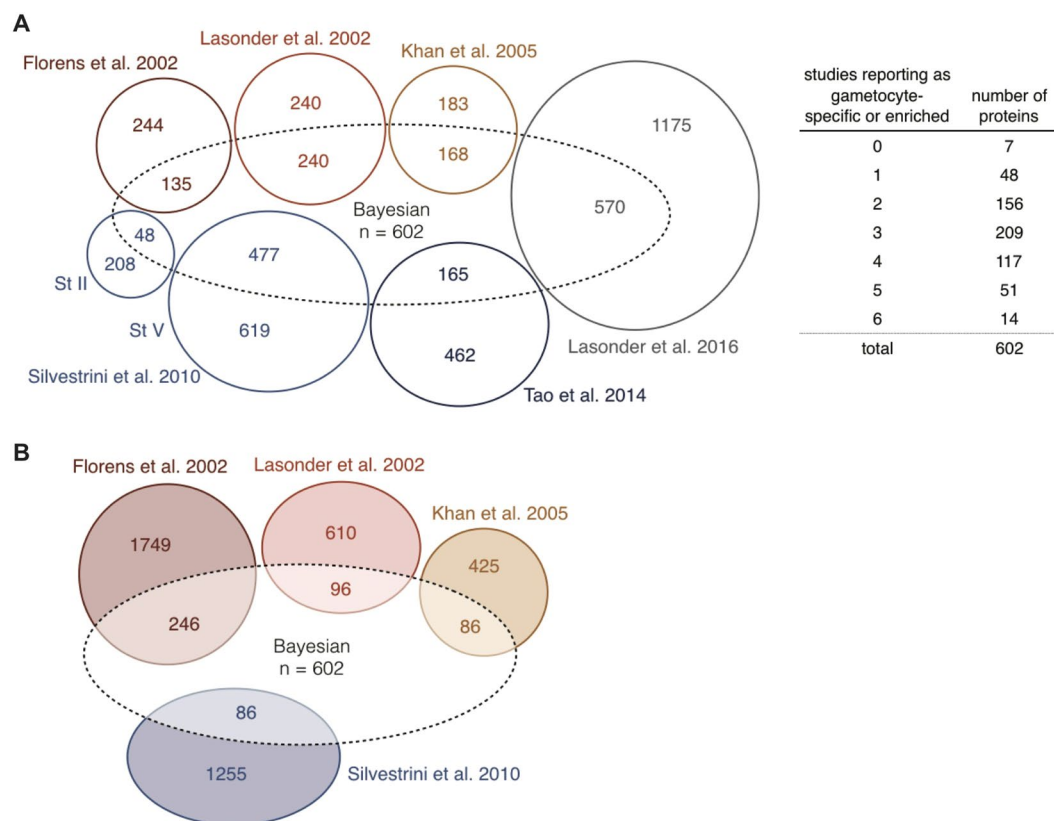 A
Florens et al. 2002
Lasonder et al. 2002
Khan et al. 2005
244
135
240
240
183
168
1175
570
Bayesian
n = 602
48
208
St II
477
619
St V
Silvestrini et al. 2010
165
462
Tao et al. 2014
Lasonder et al. 2016
studies reporting as
gametocyte-
specific or enriched
number of
proteins
0 7
1 48
2 156
3 209
4 117
5 51
6 14
total 602
B
Florens et al. 2002
Lasonder et al. 2002
Khan et al. 2005
1749
246
610
96
425
86
Bayesian
n = 602
86
1255
Silvestrini et al. 2010